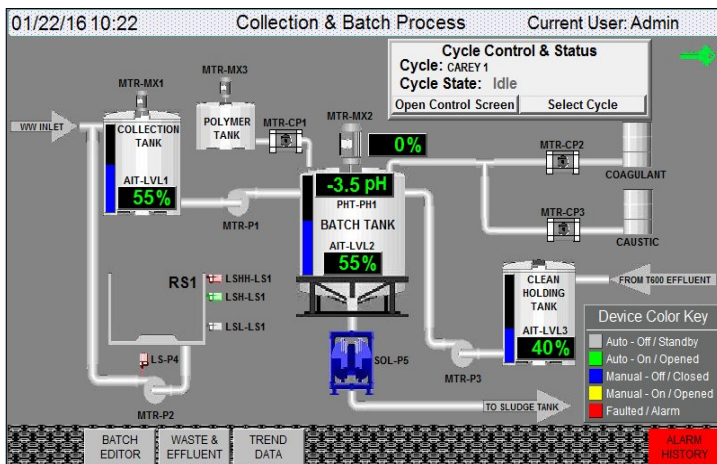 01/22/16 10:22
Collection & Batch Process
Current User: Admin
Cycle Control & Status
Cycle: CAREY 1
Cycle State: Idle
Open Control Screen
Select Cycle
MTR-MX1
MTR-MX3
MTR-CP1
MTR-MX2
0%
MTR-CP2
WW INLET
COLLECTION
TANK
AIT-LVL1
55%
POLYMER
TANK
MTR-P1
-3.5 pH
PHT-PH1
BATCH TANK
AIT-LVL2
55%
COAGULANT
MTR-CP3
CAUSTIC
RS1
LSHH-LS1
LSH-LS1
LSL-LS1
LS-P4
MTR-P2
SOL-P5
MTR-P3
CLEAN
HOLDING
TANK
AIT-LVL3
40%
FROM T600 EFFLUENT
TO SLUDGE TANK
Device Color Key
Auto - Off / Standby
Auto - On / Opened
Manual - Off / Closed
Manual - On / Opened
Faulted / Alarm
BATCH
EDITOR
WASTE &
EFFLUENT
TREND
DATA
ALARM
HISTORY